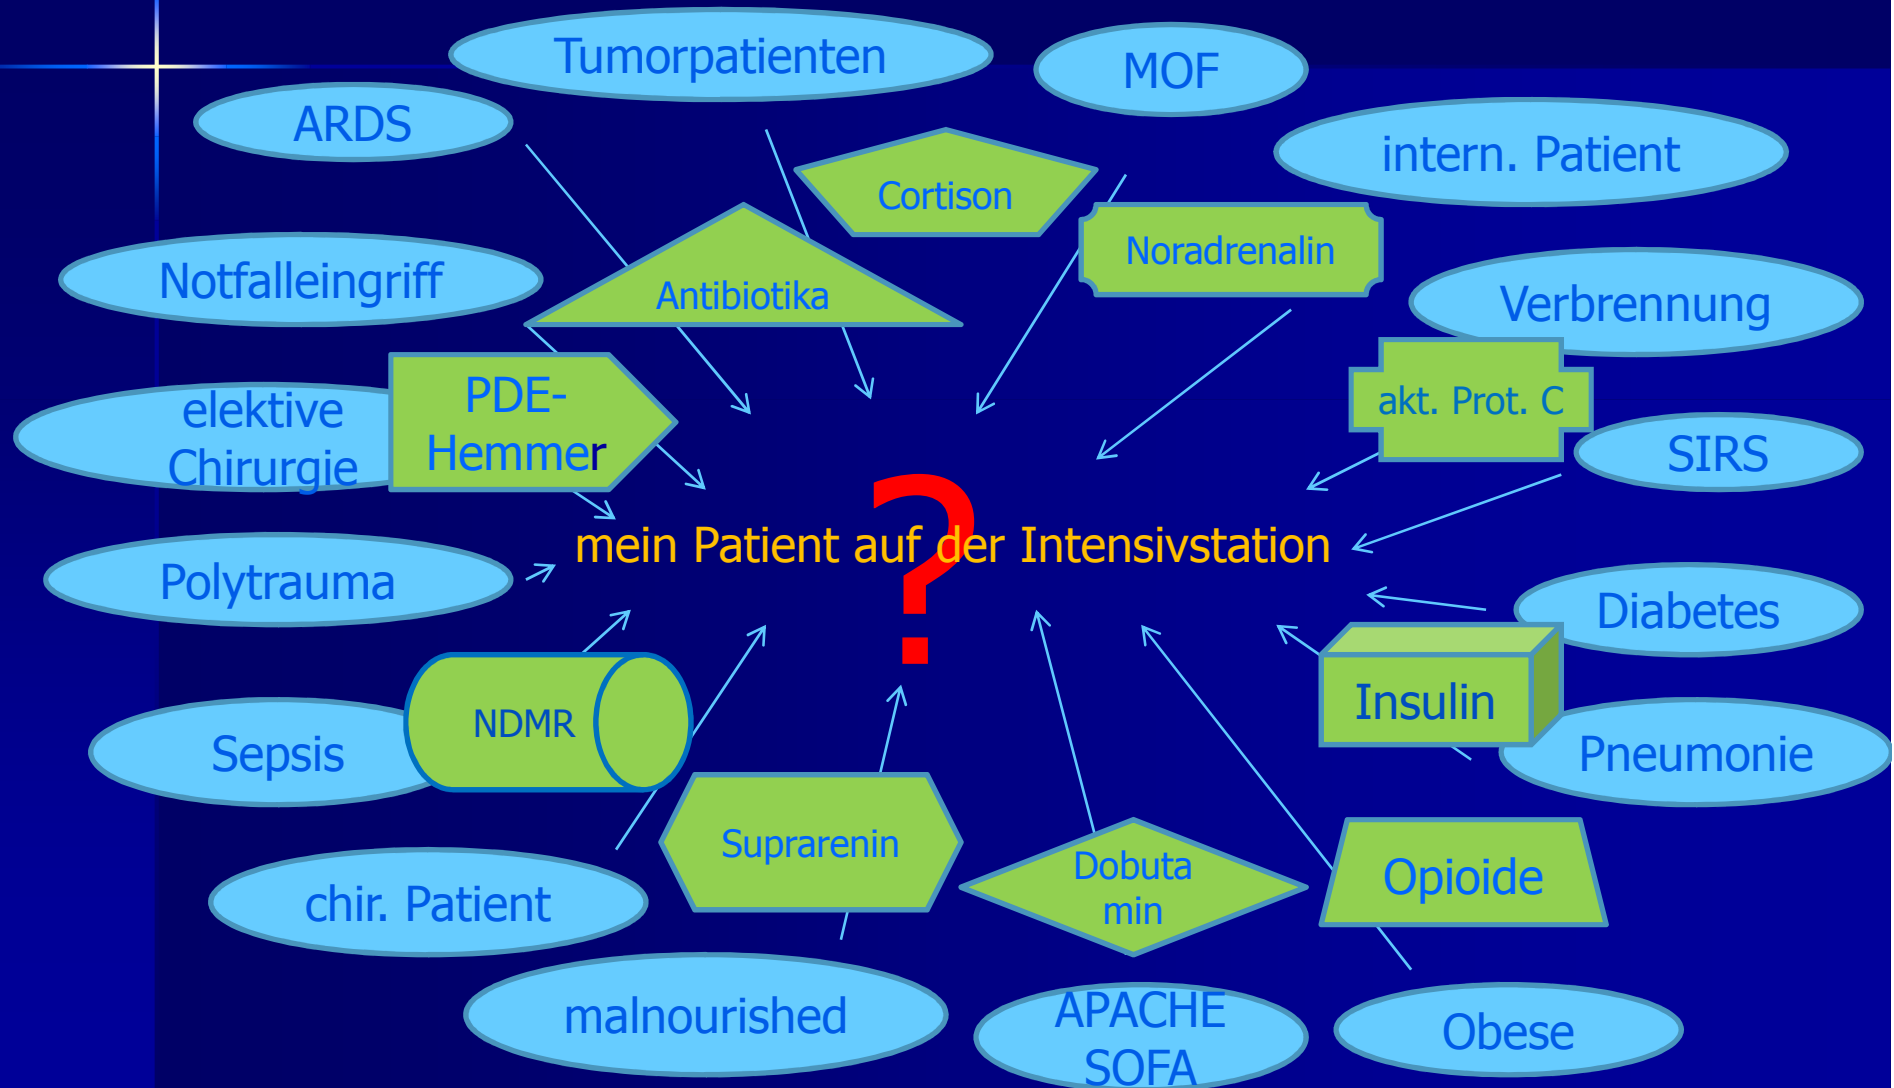 Tumorpatienten
MOF
ARDS
intern. Patient
Cortison
Noradrenalin
Notfalleingriff
Antibiotika
Verbrennung
elektive
Chirurgie
PDE-
Hemmer
akt. Prot. C
SIRS
?
mein Patient auf der Intensivstation
Polytrauma
Diabetes
Insulin
NDMR
Sepsis
Pneumonie
Suprarenin
Dobuta
min
Opioide
chir. Patient
malnourished
APACHE
SOFA
Obese